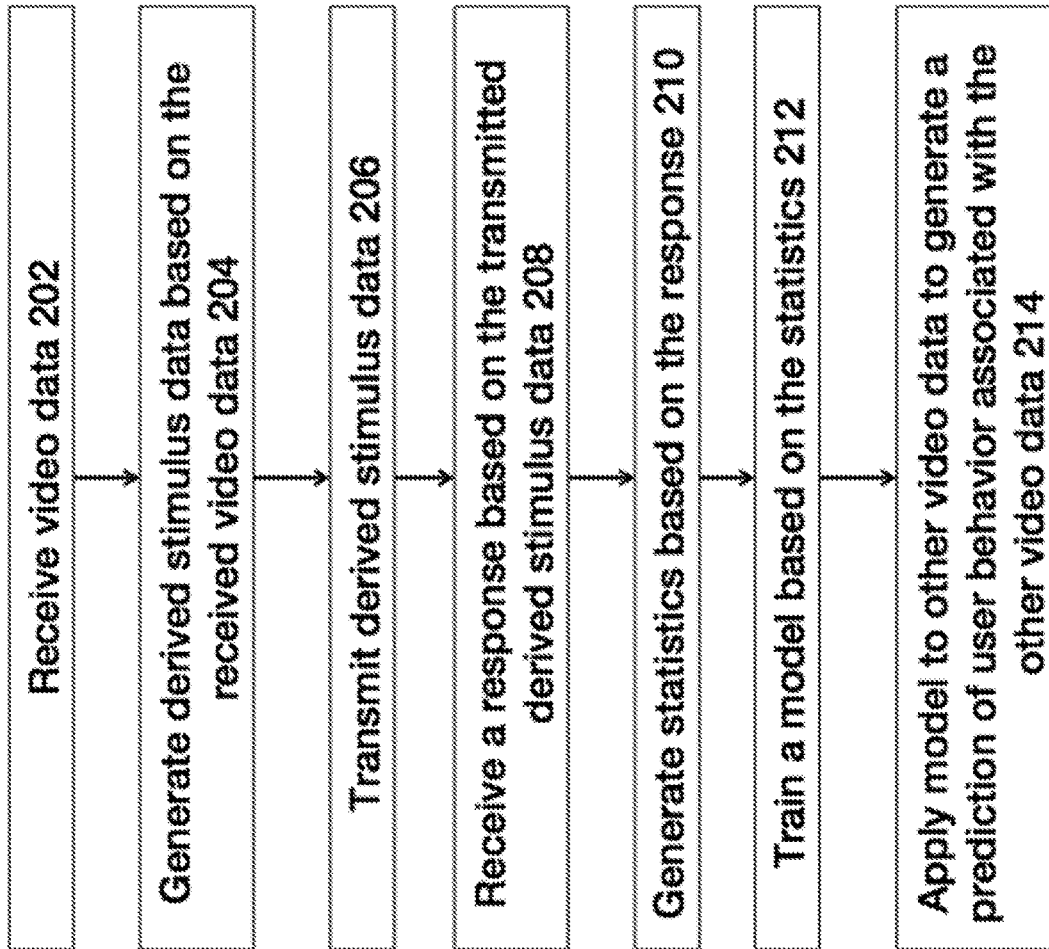 Receive video data 202
Generate derived stimulus data based on the
received video data 204
Transmit derived stimulus data 206
Receive a response based on the transmitted
derived stimulus data 208
Generate statistics based on the response 210
Train a model based on the statistics 212
Apply model to other video data to generate a
prediction of user behavior associated with the
other video data 214